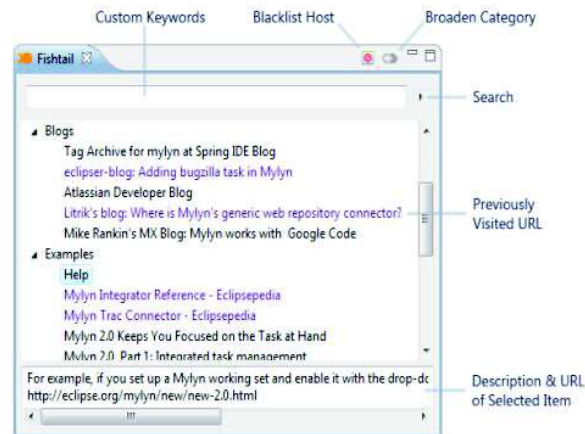 Custom Keywords
Blacklist Host
Broaden Category
Fishtail
Search
Blogs
Tag Archive for mylyn at Spring IDE Blog
eclipser-blog: Adding bugzilla task in Mylyn
Atlassian Developer Blog
Litrik's blog: Where is Mylyn's generic web repository connector?
Mike Rankin's MX Blog: Mylyn works with Google Code
Previously
Visited URL
Examples
Help
Mylyn Integrator Reference - Eclipsepedia
Mylyn Trac Connector - Eclipsepedia
Mylyn 2.0 Keeps You Focused on the Task at Hand
Mylyn 2.0, Part 1: Integrated task management
For example, if you set up a Mylyn working set and enable it with the drop-do
http://eclipse.org/mylyn/new/new-2.0.html
Description & URL
of Selected Item